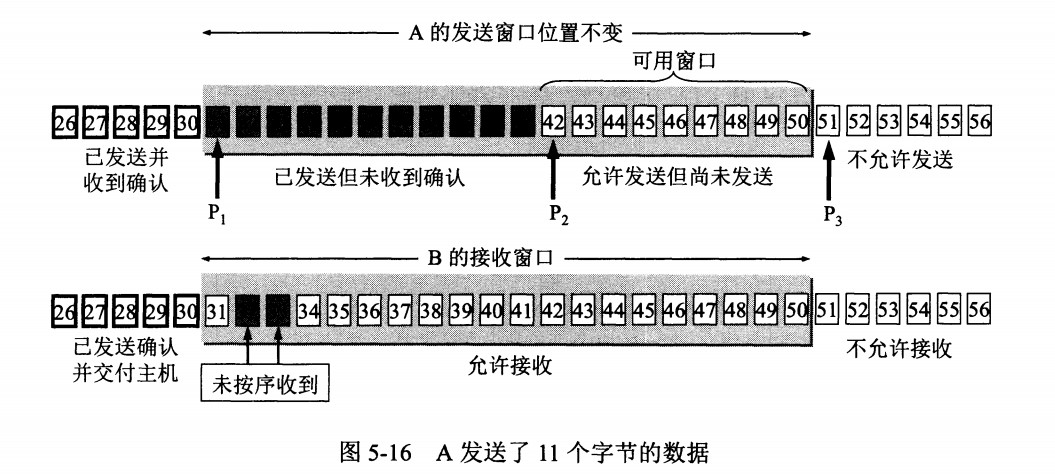 A 的发送窗口位置不变
可用窗口
26 27 28 29 30 42 43 44 45 46 47 48 49 50 51 52 53 54 55 56
已发送并
收到确认
已发送但未收到确认
允许发送但尚未发送
不允许发送
P1 P2 P3
B 的接收窗口
26 27 28 29 30 31 34 35 36 37 38 39 40 41 42 43 44 45 46 47 48 49 50 51 52 53 54 55 56
已发送确认
并交付主机
未按序收到
允许接收
不允许接收
图 5-16 A 发送了 11 个字节的数据